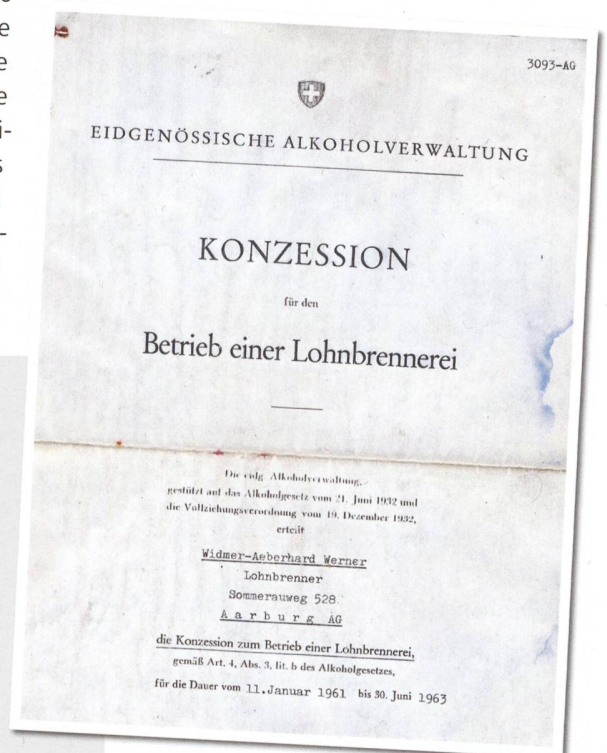 e
e
e
i-
s
-
3093-AG
EIDGENÖSSISCHE ALKOHOLVERWALTUNG
KONZESSION
für den
Betrieb einer Lohnbrennerei
Die eidg. Alkoholverwaltung,
gestützt auf das Alkoholgesetz vom 21. Juni 1932 und
die Vollziehungsverordnung vom 19. Dezember 1932,
erteilt
Widmer-Aeberhard Werner
Lohnbrenner
Sommerauweg 528
Aarburg AG
die Konzession zum Betrieb einer Lohnbrennerei,
gemäß Art. 4, Abs. 3, lit. b des Alkoholgesetzes,
für die Dauer vom 11.Januar 1961 bis 30. Juni 1963